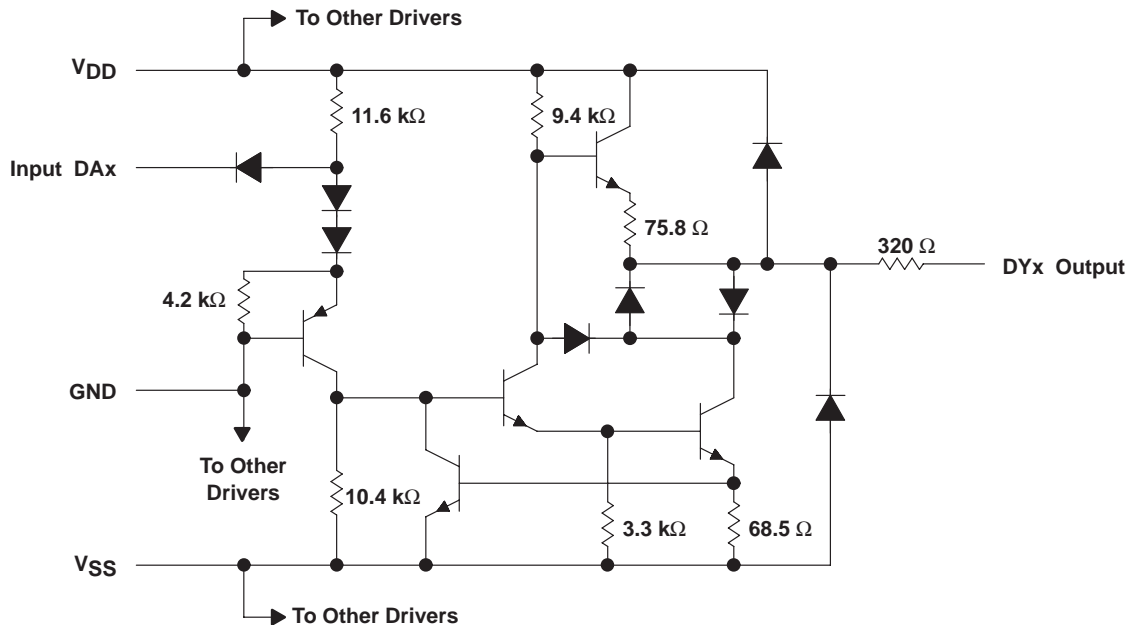 To Other Drivers
VDD
11.6 kΩ
9.4 kΩ
Input DAx
75.8 Ω
320 Ω
DYx Output
4.2 kΩ
GND
To Other
Drivers
10.4 kΩ
3.3 kΩ
68.5 Ω
VSS
To Other Drivers